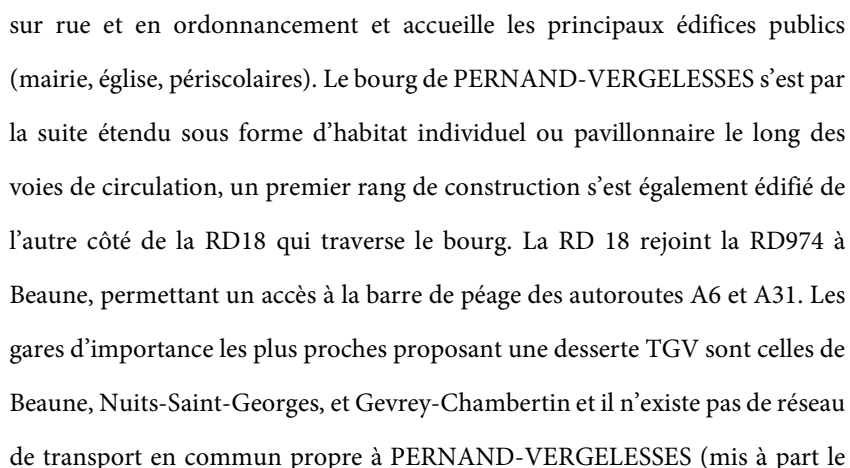 sur rue et en ordonnancement et accueille les principaux édifices publics
(mairie, église, périscolaires). Le bourg de PERNAND-VERGELESSES s’est par
la suite étendu sous forme d’habitat individuel ou pavillonnaire le long des
voies de circulation, un premier rang de construction s’est également édifié de
l’autre côté de la RD18 qui traverse le bourg. La RD 18 rejoint la RD974 à
Beaune, permettant un accès à la barre de péage des autoroutes A6 et A31. Les
gares d’importance les plus proches proposant une desserte TGV sont celles de
Beaune, Nuits-Saint-Georges, et Gevrey-Chambertin et il n’existe pas de réseau
de transport en commun propre à PERNAND-VERGELESSES (mis à part le